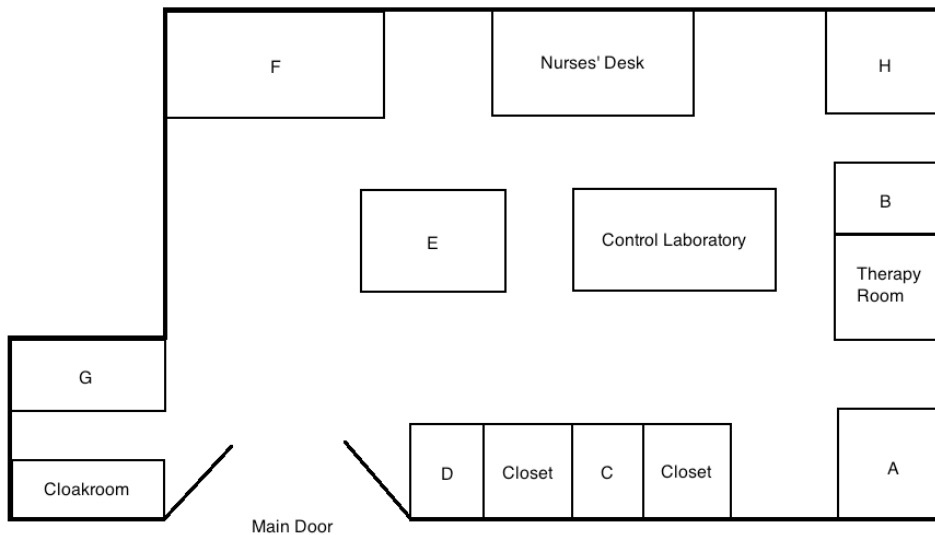 F
Nurses' Desk
H
B
E
Control Laboratory
Therapy
Room
G
A
D
Closet
C
Closet
Cloakroom
Main Door